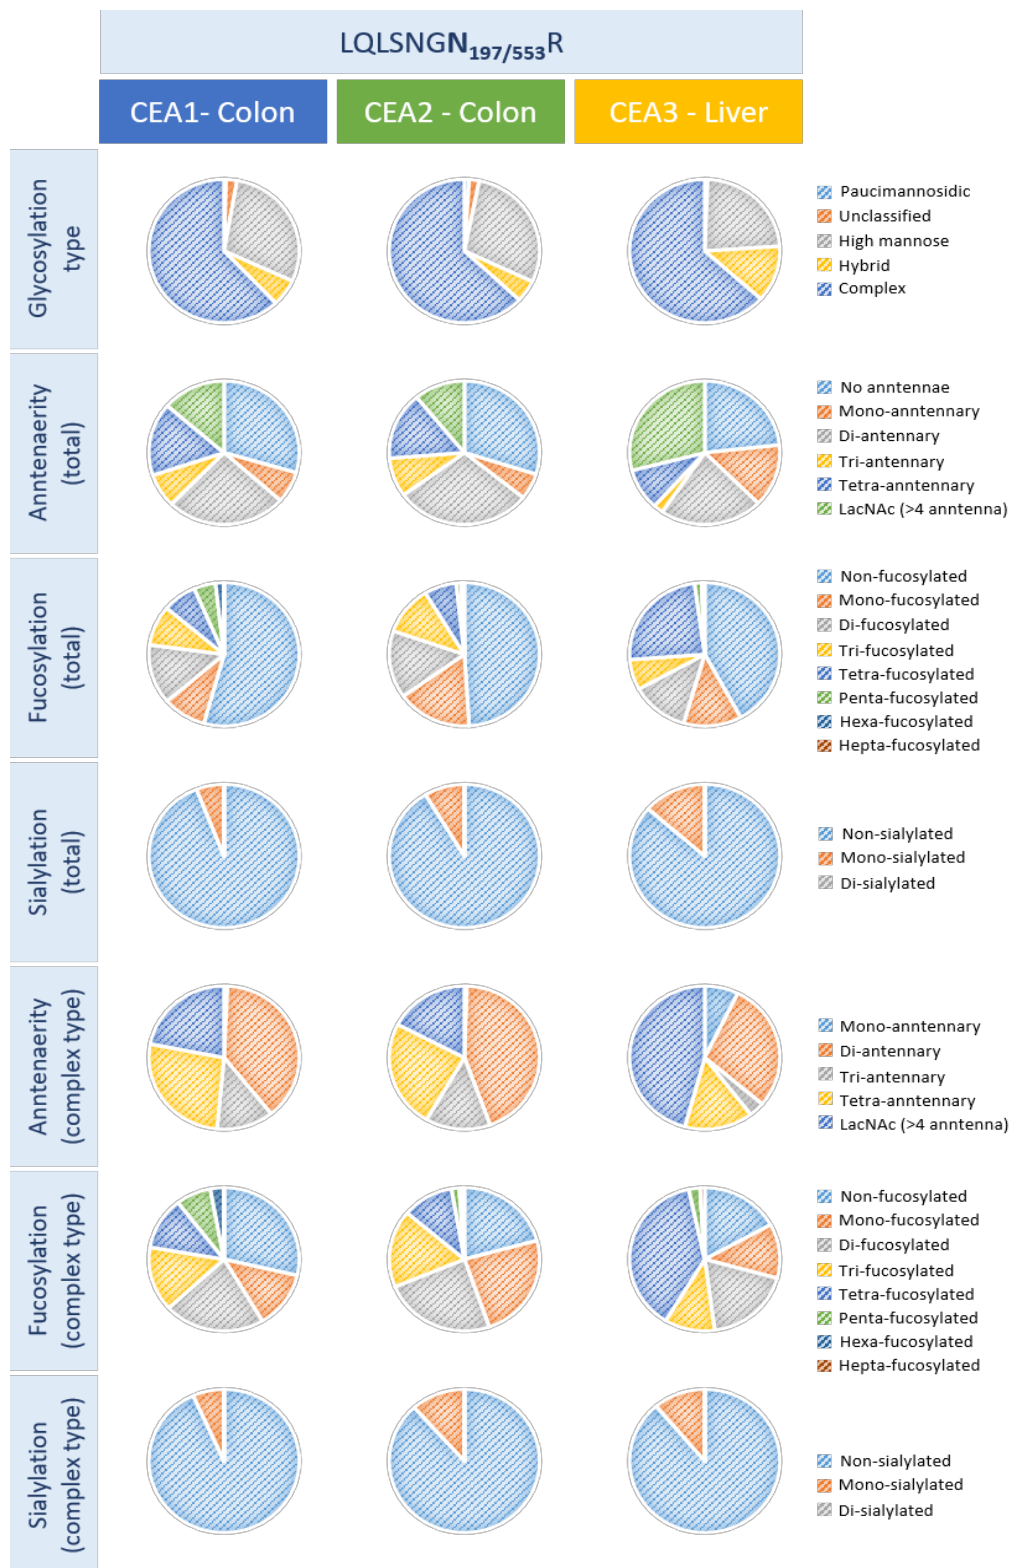 LQLSNGN197/553R
CEA1- Colon
CEA2 - Colon
CEA3 - Liver
Glycosylation
type
Paucimannosidic
Unclassified
High mannose
Hybrid
Complex
Anntenaerity
(total)
No anntennae
Mono-anntennary
Di-antennary
Tri-antennary
Tetra-anntennary
LacNAc (>4 anntenna)
Fucosylation
(total)
Non-fucosylated
Mono-fucosylated
Di-fucosylated
Tri-fucosylated
Tetra-fucosylated
Penta-fucosylated
Hexa-fucosylated
Hepta-fucosylated
Sialylation
(total)
Non-sialylated
Mono-sialylated
Di-sialylated
Anntenaerity
(complex type)
Mono-anntennary
Di-antennary
Tri-antennary
Tetra-anntennary
LacNAc (>4 anntenna)
Fucosylation
(complex type)
Non-fucosylated
Mono-fucosylated
Di-fucosylated
Tri-fucosylated
Tetra-fucosylated
Penta-fucosylated
Hexa-fucosylated
Hepta-fucosylated
Sialylation
(complex type)
Non-sialylated
Mono-sialylated
Di-sialylated